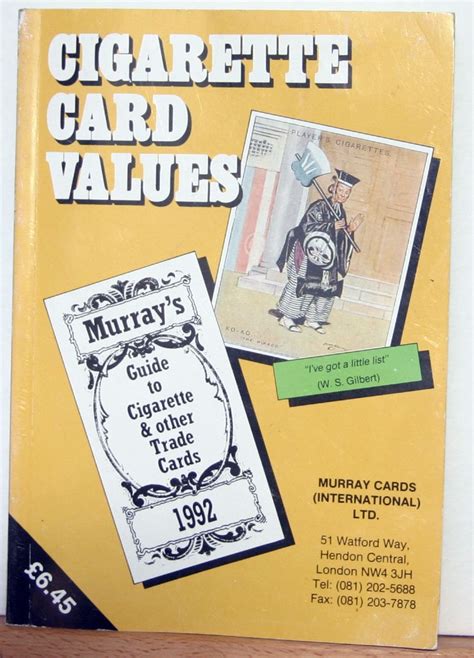 CIGARETTE
CARD
VALUES
PLAYER'S CIGARETTES.
KO-KO
"THE MIKADO"
"I've got a little list"
(W. S. Gilbert)
Murray's
Guide
to
Cigarette
& other
Trade
Cards
1992
MURRAY CARDS
(INTERNATIONAL)
LTD.
51 Watford Way,
Hendon Central,
London NW4 3JH
Tel: (081) 202-5688
Fax: (081) 203-7878
£6.45